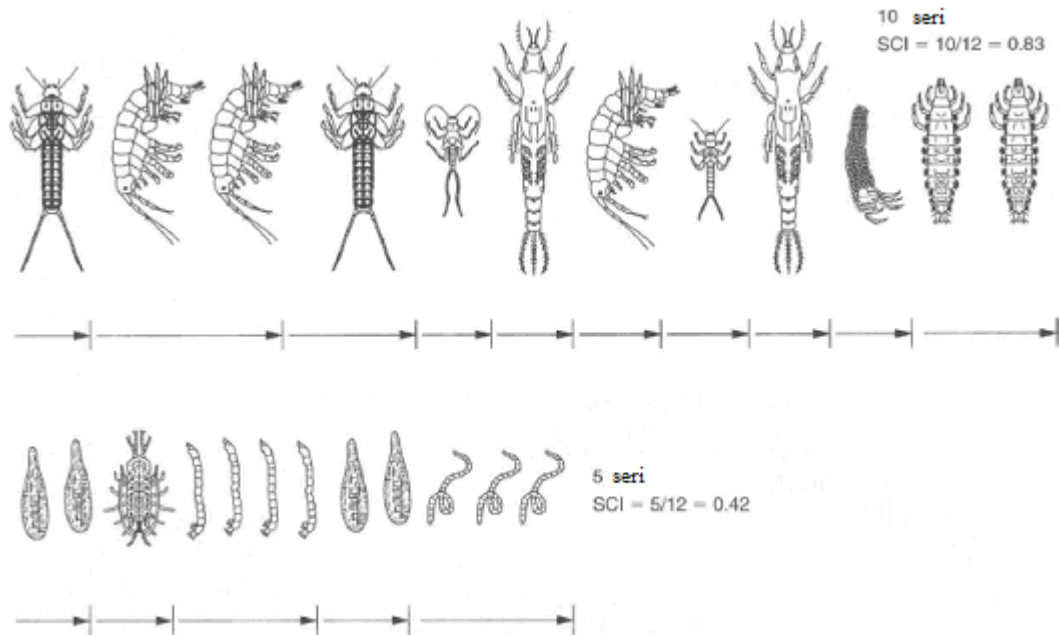 10 seri
SCI = 10/12 = 0.83
5 seri
SCI = 5/12 = 0.42